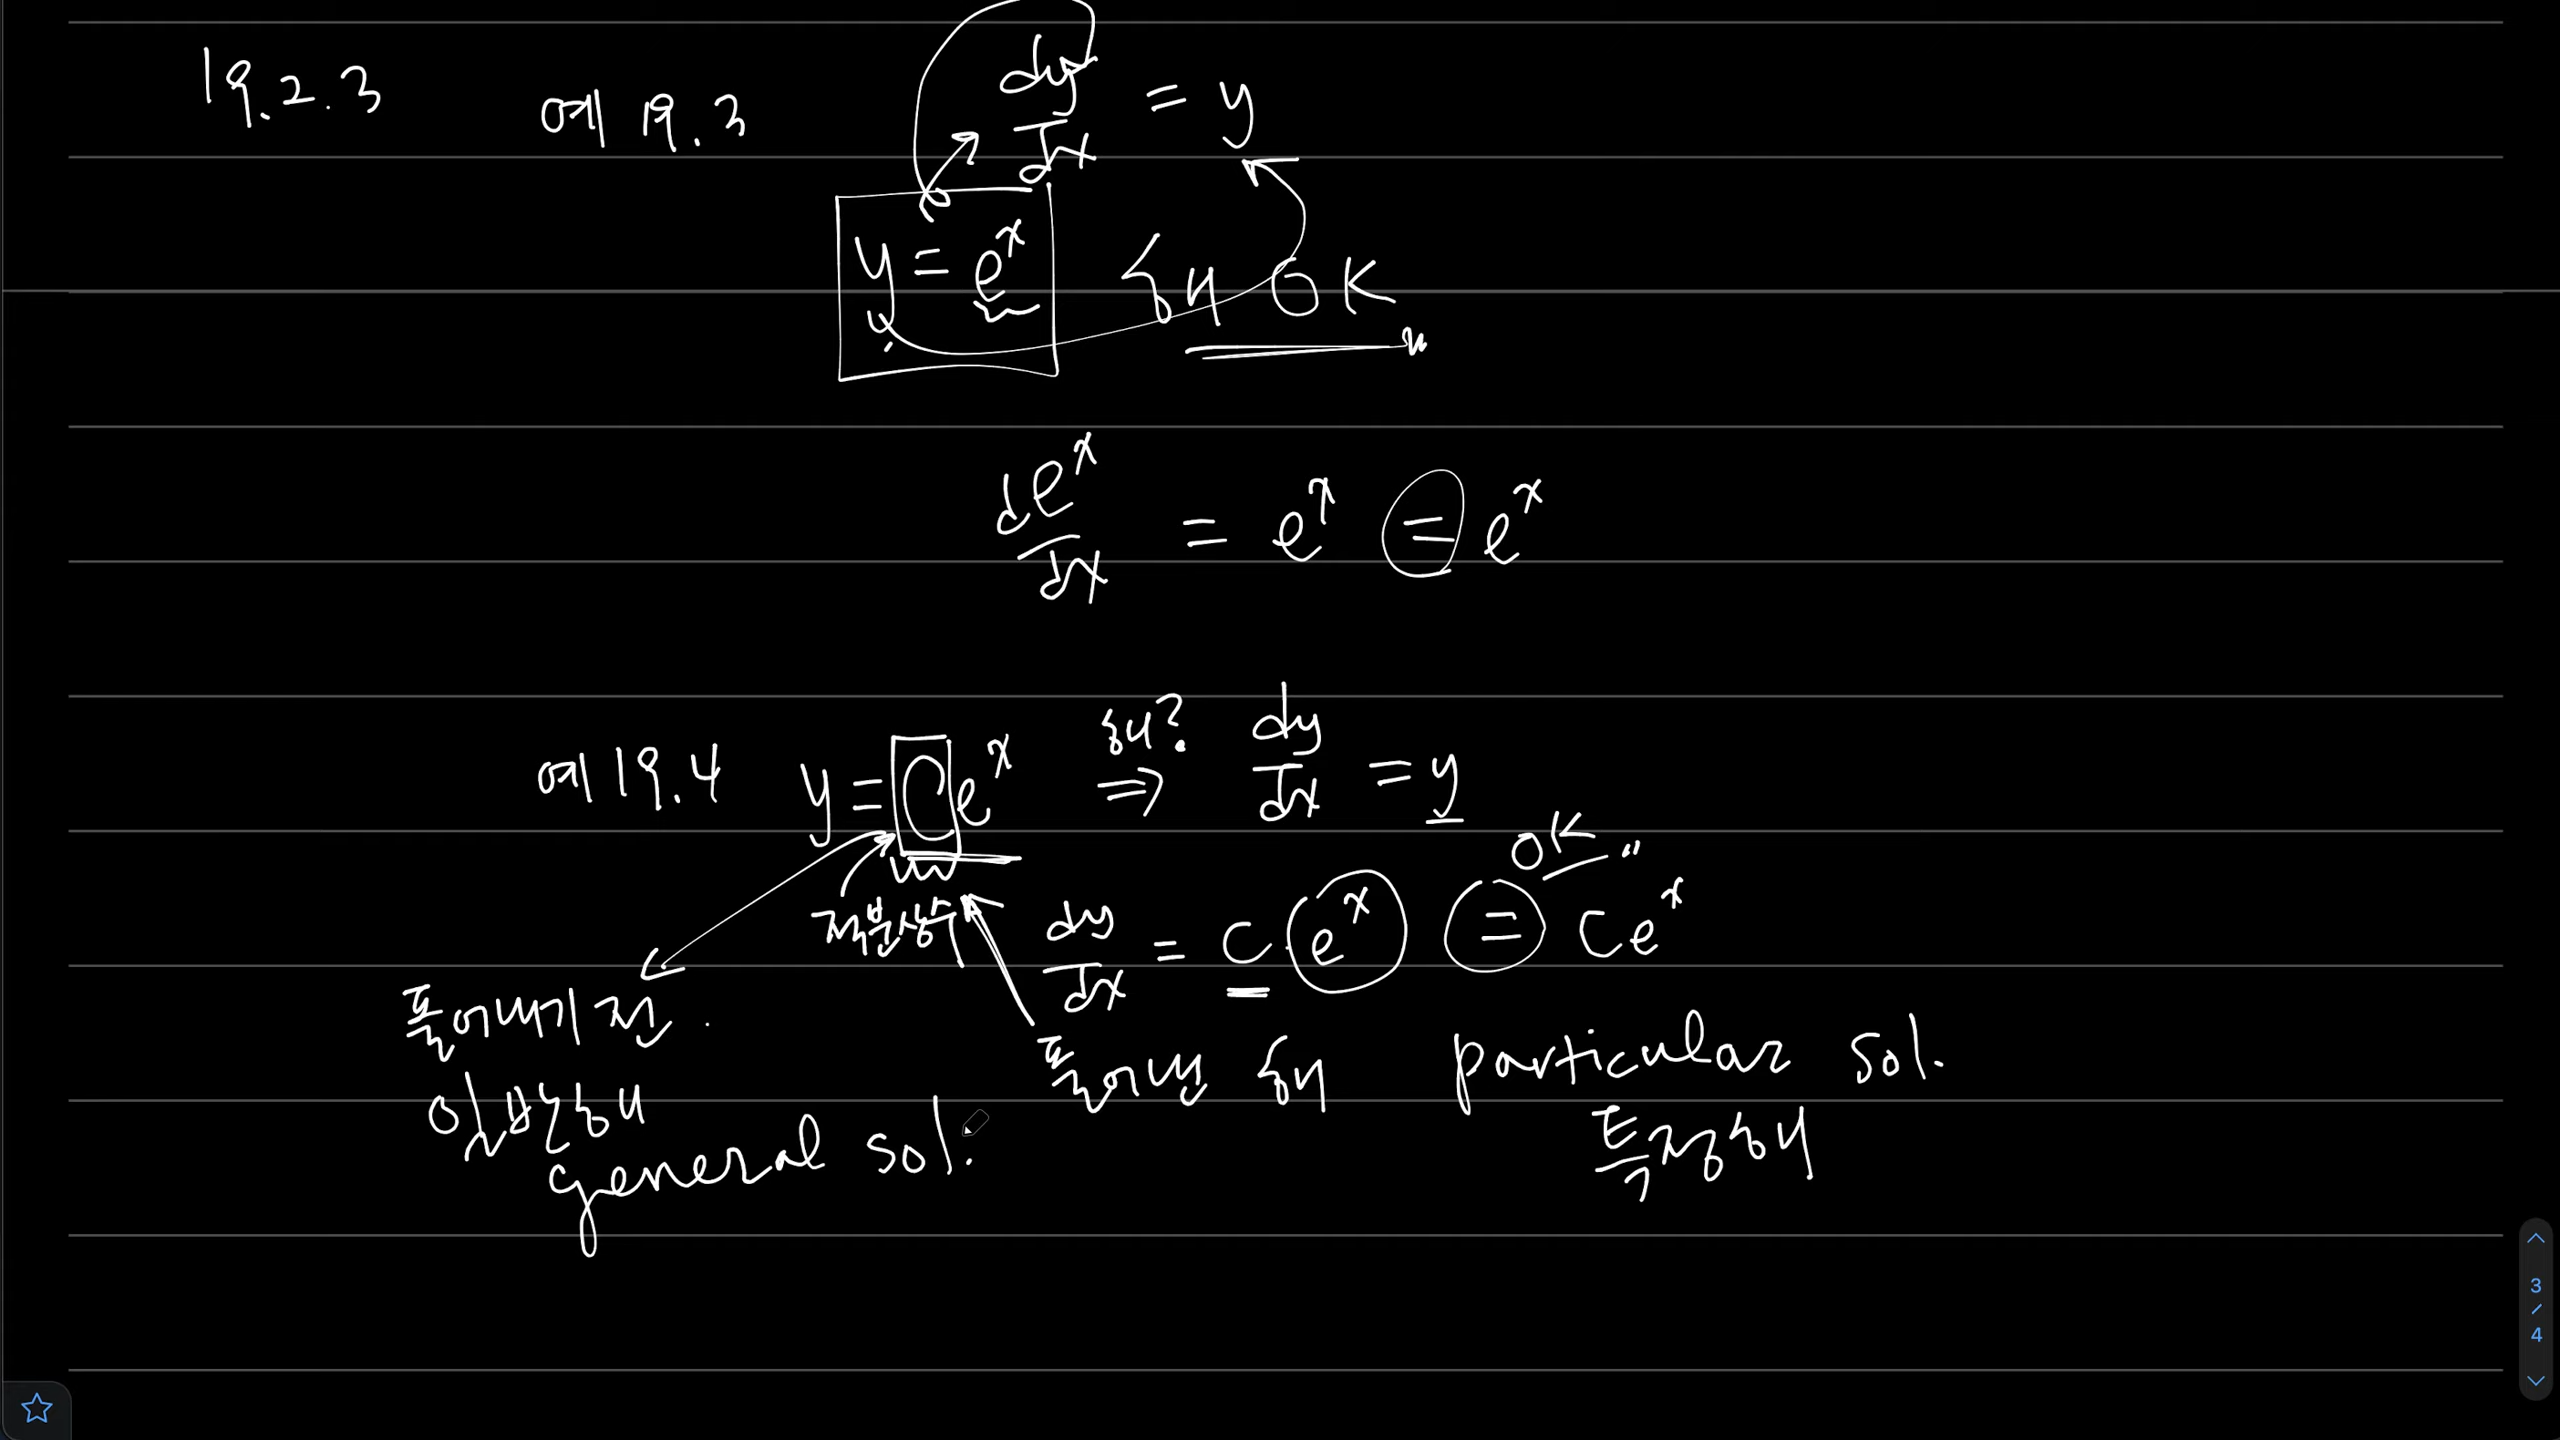 19.2.3 예 19.3 dy/dx = y
y = e^x 해 OK
de^x/dx = e^x = e^x
예 19.4 y = Ce^x 해? ⇒ dy/dx = y
OK
적분상수 dy/dx = C e^x = Ce^x
풀어내기 전
풀어낸 해 particular sol.
일반해 특정해
general sol.
3
/
4